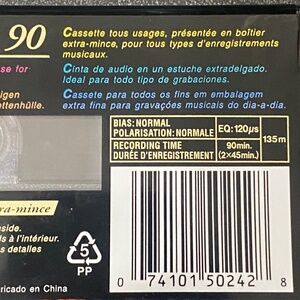 90
Cassette tous usages, présentée en boîtier
extra-mince, pour tous types d'enregistrements
musicaux.
se for
Cinta de audio en un estuche extradelgado.
Ideal para todo tipo de grabaciones.
igen
ettenhülle.
Cassete para todos os fins em embalagem
extra fina para gravações musicais do dia-a-dia.
BIAS: NORMAL
POLARISATION: NORMALE
EQ: 120µs
135m
RECORDING TIME
DURÉE D'ENREGISTREMENT
90min.
(2×45min.)
ra-mince
nside.
s à l'intérieur.
s detalles.
5
PP
ricado en China
0 74101 50242 8